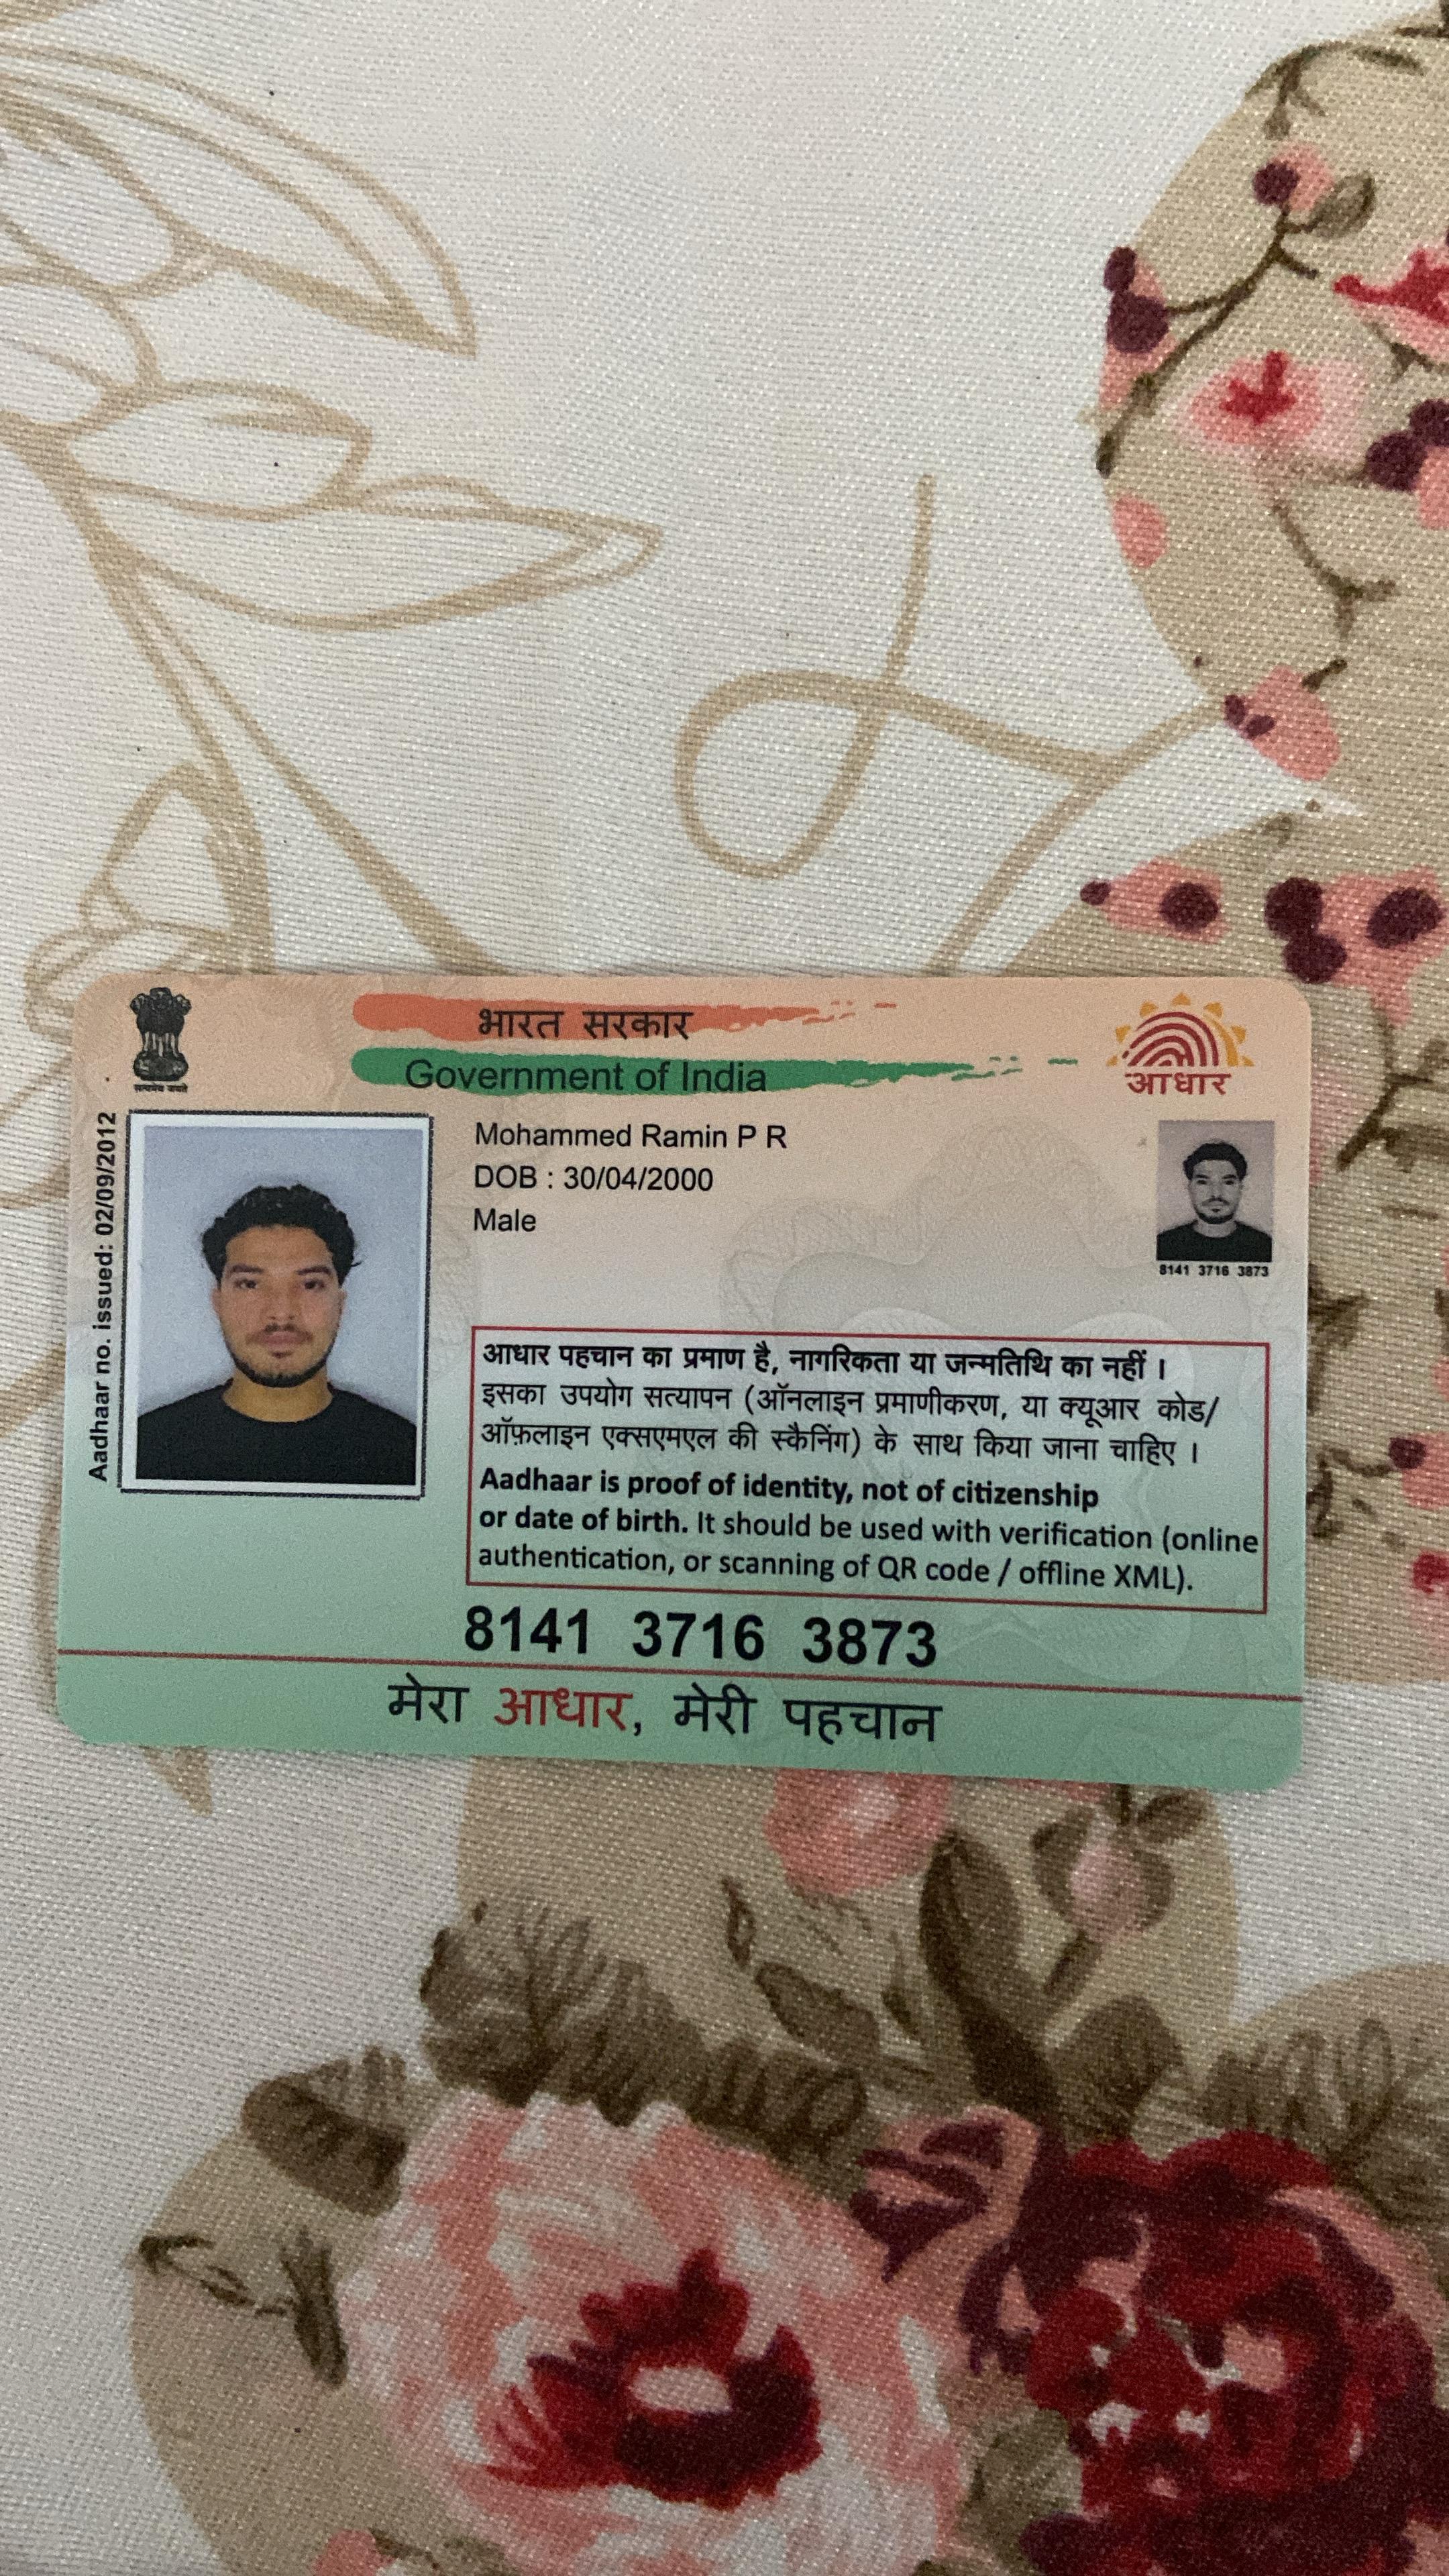 भारत सरकार
Government of India
सत्यमेव जयते
आधार
Aadhaar no. issued: 02/09/2012
Mohammed Ramin P R
DOB : 30/04/2000
Male
8141 3716 3873
आधार पहचान का प्रमाण है, नागरिकता या जन्मतिथि का नहीं ।
इसका उपयोग सत्यापन (ऑनलाइन प्रमाणीकरण, या क्यूआर कोड/
ऑफ़लाइन एक्सएमएल की स्कैनिंग) के साथ किया जाना चाहिए ।
Aadhaar is proof of identity, not of citizenship
or date of birth. It should be used with verification (online
authentication, or scanning of QR code / offline XML).
8141 3716 3873
मेरा आधार, मेरी पहचान